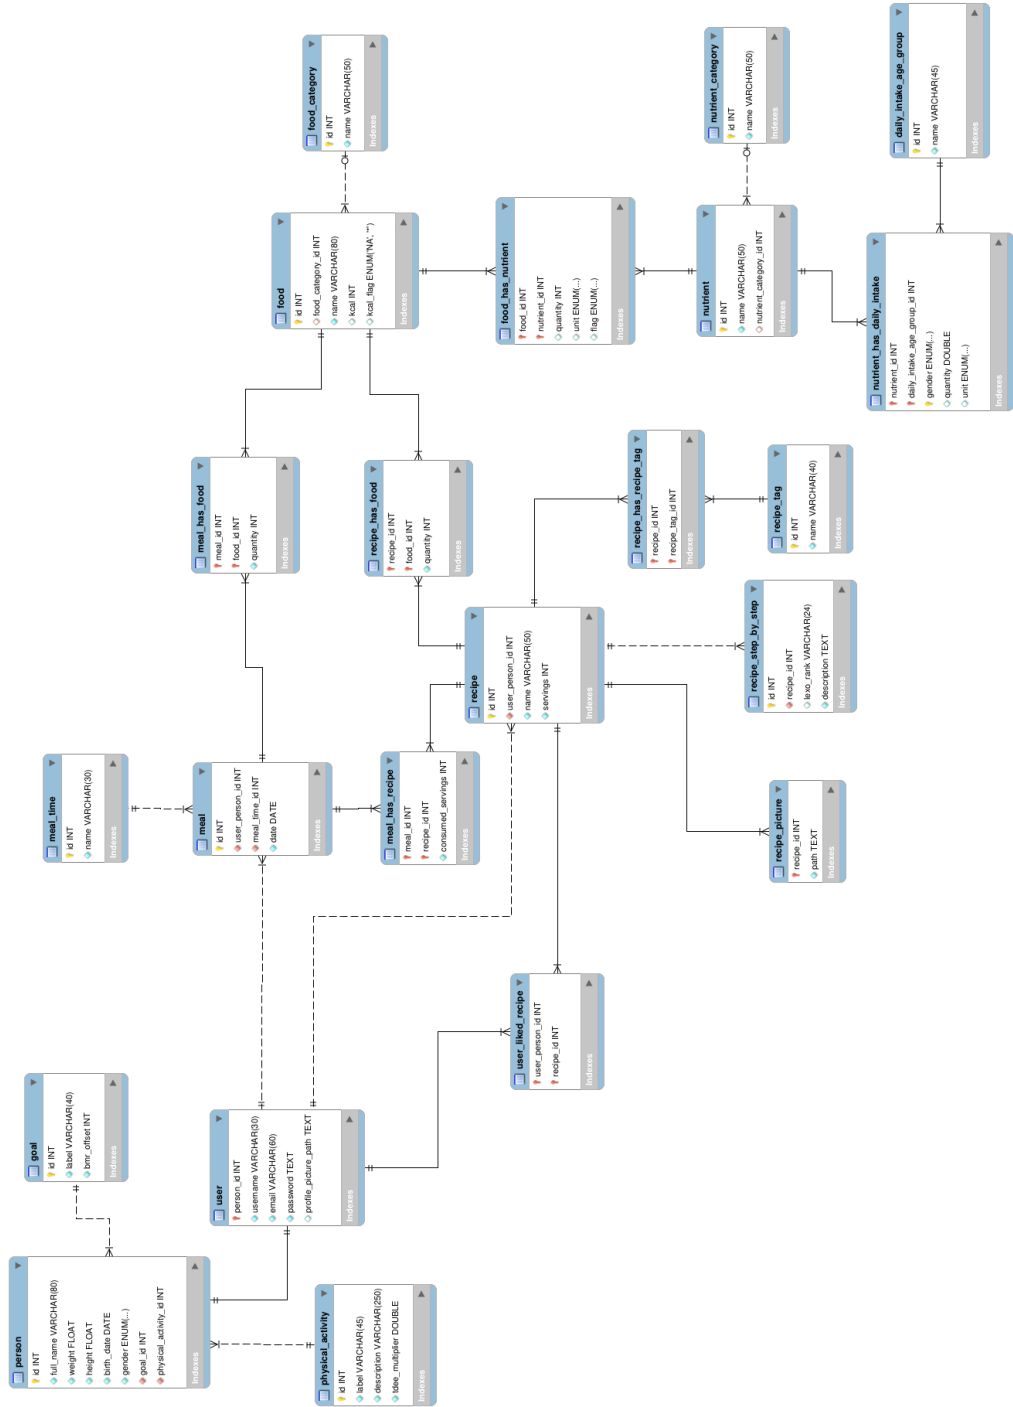 person
id INT
full_name VARCHAR(80)
weight FLOAT
height FLOAT
birth_date DATE
gender ENUM(...)
goal_id INT
physical_activity_id INT
Indexes
goal
id INT
label VARCHAR(40)
bmr_offset INT
Indexes
physical_activity
id INT
label VARCHAR(45)
description VARCHAR(250)
tdee_multiplier DOUBLE
Indexes
user
person_id INT
username VARCHAR(30)
email VARCHAR(60)
password TEXT
profile_picture_path TEXT
Indexes
user_liked_recipe
user_person_id INT
recipe_id INT
Indexes
meal_time
id INT
name VARCHAR(30)
Indexes
meal
id INT
user_person_id INT
meal_time_id INT
date DATE
Indexes
meal_has_recipe
meal_id INT
recipe_id INT
consumed_servings INT
Indexes
recipe_picture
recipe_id INT
path TEXT
Indexes
recipe
id INT
user_person_id INT
name VARCHAR(50)
servings INT
Indexes
recipe_step_by_step
id INT
recipe_id INT
lexo_rank VARCHAR(24)
description TEXT
Indexes
meal_has_food
meal_id INT
food_id INT
quantity INT
Indexes
recipe_has_food
recipe_id INT
food_id INT
quantity INT
Indexes
recipe_has_recipe_tag
recipe_id INT
recipe_tag_id INT
Indexes
recipe_tag
id INT
name VARCHAR(40)
Indexes
food
id INT
food_category_id INT
name VARCHAR(80)
kcal INT
kcal_flag ENUM('NA', '*')
Indexes
food_has_nutrient
food_id INT
nutrient_id INT
quantity INT
unit ENUM(...)
flag ENUM(...)
Indexes
nutrient
id INT
name VARCHAR(50)
nutrient_category_id INT
Indexes
nutrient_has_daily_intake
nutrient_id INT
daily_intake_age_group_id INT
gender ENUM(...)
quantity DOUBLE
unit ENUM(...)
Indexes
food_category
id INT
name VARCHAR(50)
Indexes
nutrient_category
id INT
name VARCHAR(50)
Indexes
daily_intake_age_group
id INT
name VARCHAR(45)
Indexes